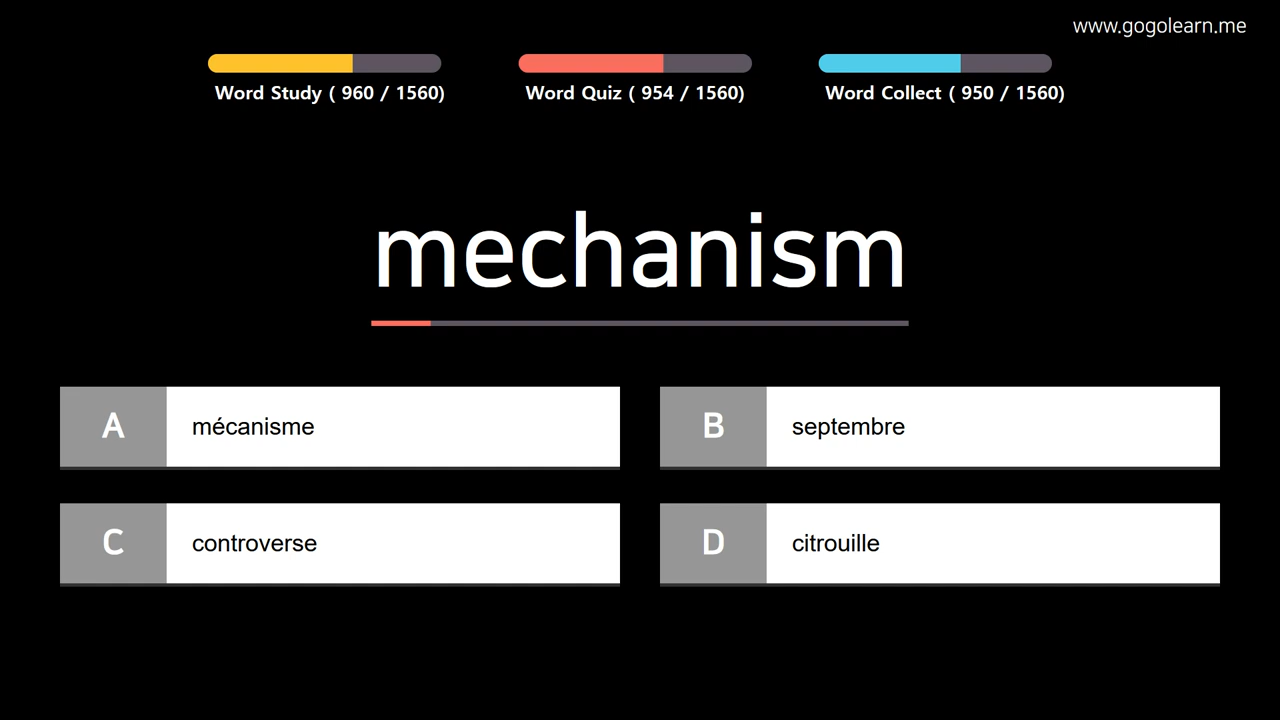 www.gogolearn.me
Word Study ( 960 / 1560)
Word Quiz ( 954 / 1560)
Word Collect ( 950 / 1560)
mechanism
A mécanisme
B septembre
C controverse
D citrouille